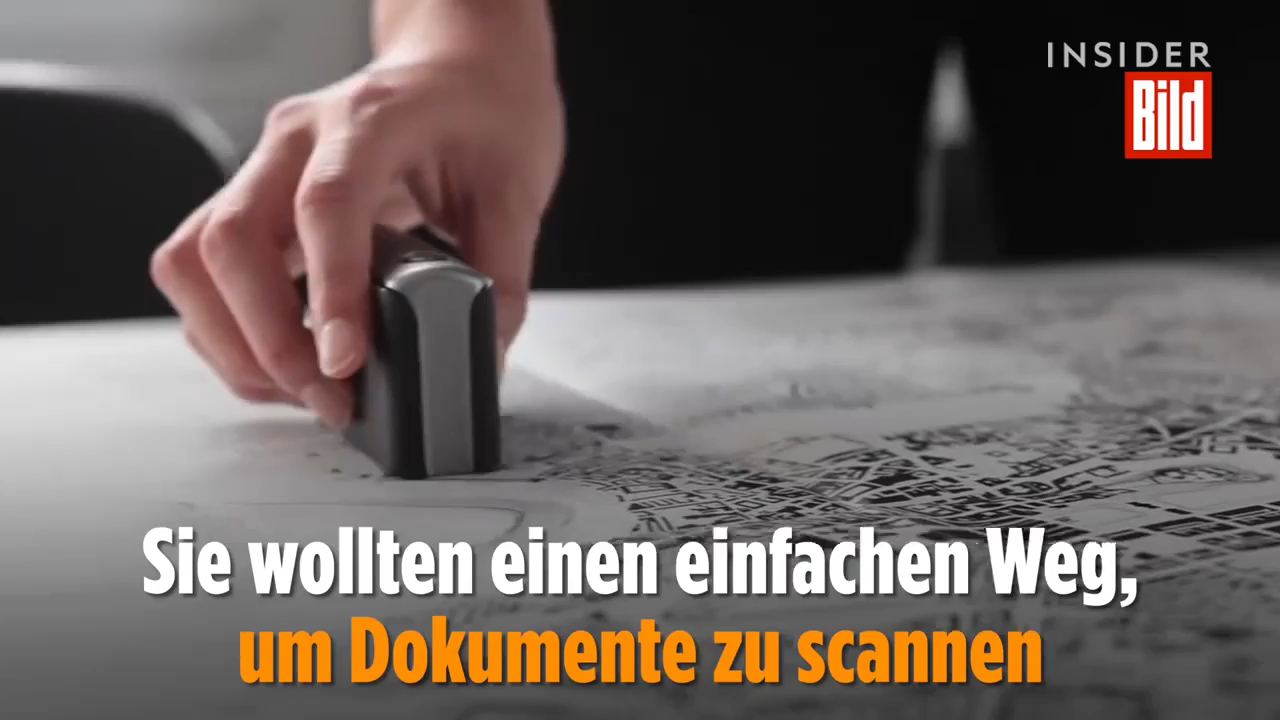 INSIDER
Bild
Sie wollten einen einfachen Weg,
um Dokumente zu scannen